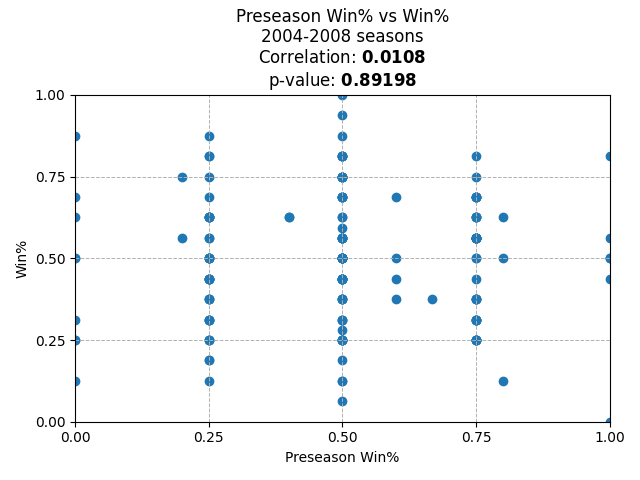 Preseason Win% vs Win%
2004-2008 seasons
Correlation: 0.0108
p-value: 0.89198
1.00
0.75
0.50
0.25
0.00
Win%
0.00 0.25 0.50 0.75 1.00
Preseason Win%